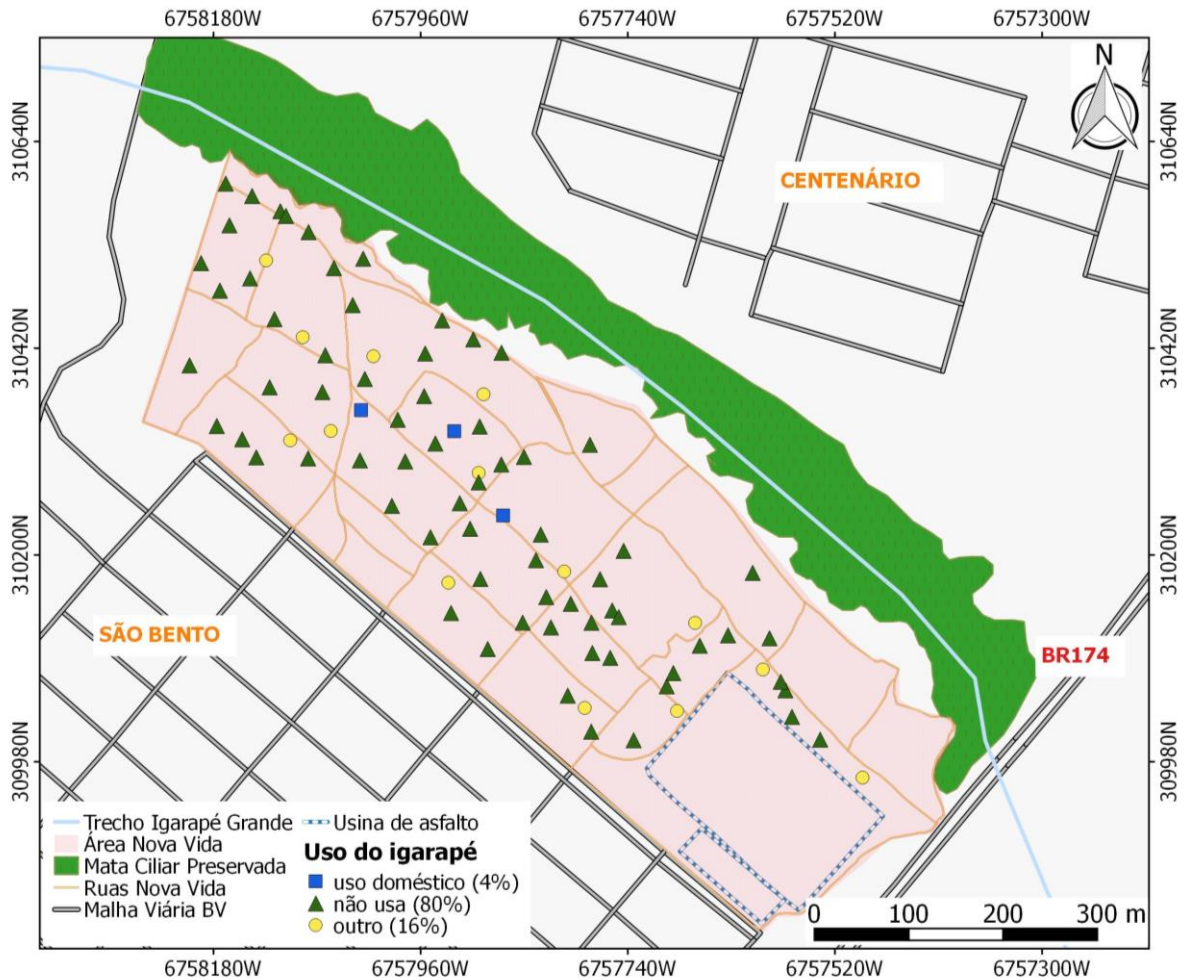 6758180W 6757960W 6757740W 6757520W 6757300W
N
310640N 310640N
CENTENÁRIO
310420N 310420N
310200N 310200N
SÃO BENTO
BR174
309980N 309980N
Trecho Igarapé Grande
Área Nova Vida
Mata Ciliar Preservada
Ruas Nova Vida
Malha Viária BV
Usina de asfalto
Uso do igarapé
uso doméstico (4%)
não usa (80%)
outro (16%)
0 100 200 300 m
6758180W 6757960W 6757740W 6757520W 6757300W